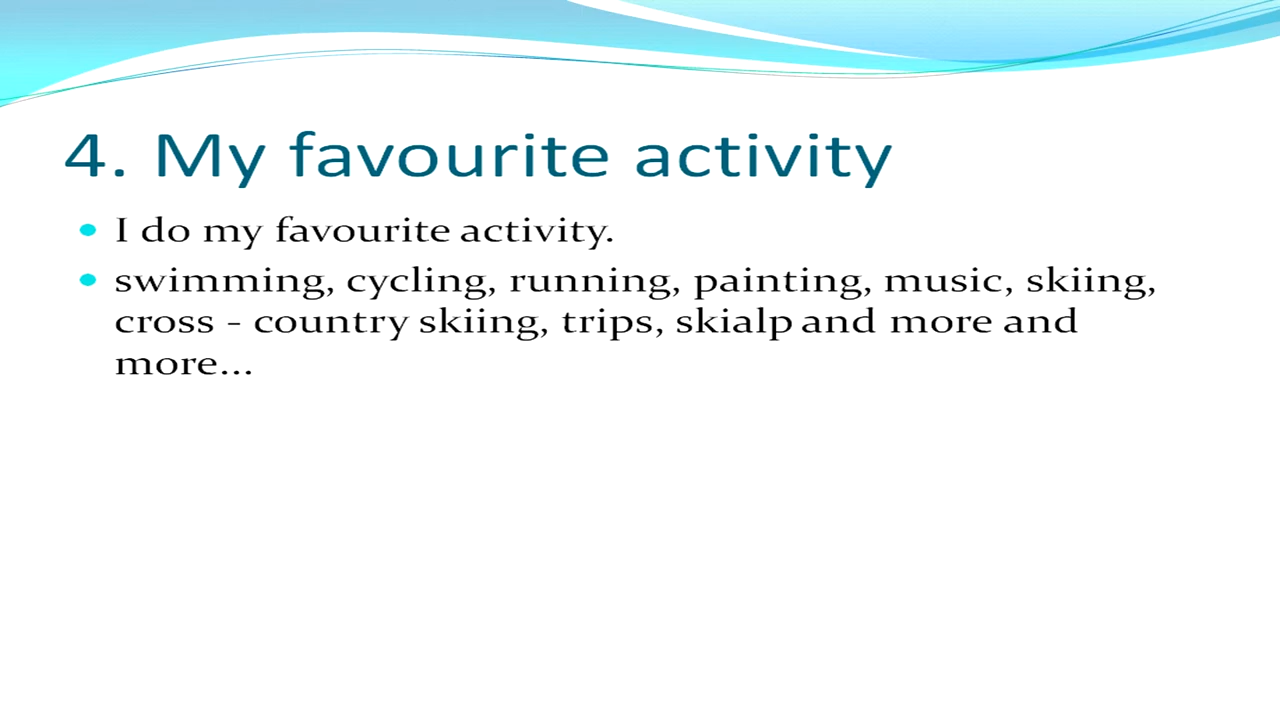 4. My favourite activity
• I do my favourite activity.
• swimming, cycling, running, painting, music, skiing,
cross - country skiing, trips, skialp and more and
more...